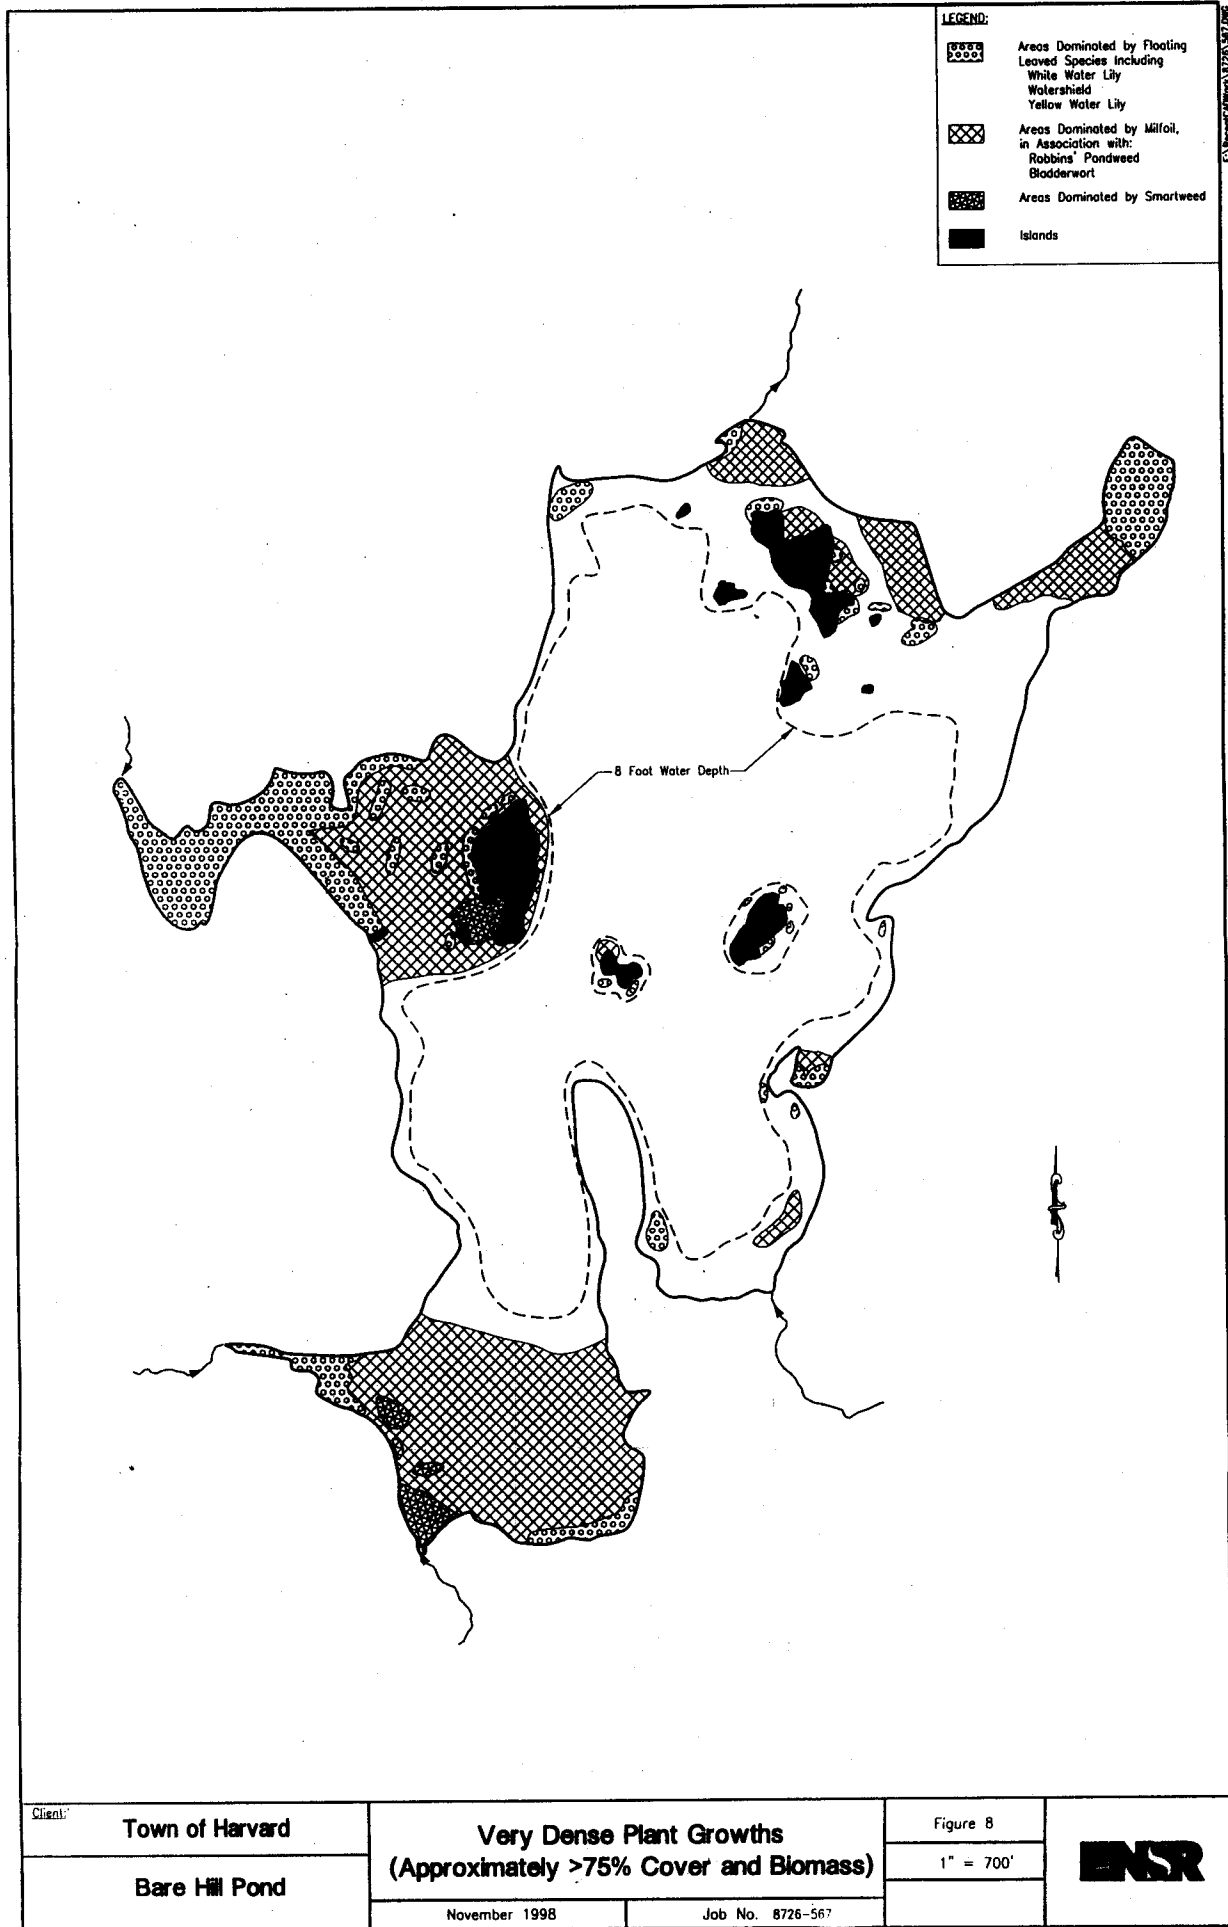 LEGEND:
Areas Dominated by Floating
Leaved Species Including
White Water Lily
Watershield
Yellow Water Lily
Areas Dominated by Milfoil,
in Association with:
Robbins' Pondweed
Bladderwort
Areas Dominated by Smartweed
Islands
8 Foot Water Depth
Client:
Town of Harvard
Bare Hill Pond
Very Dense Plant Growths
(Approximately >75% Cover and Biomass)
November 1998
Job No. 8726-567
Figure 8
1" = 700'
ENSR